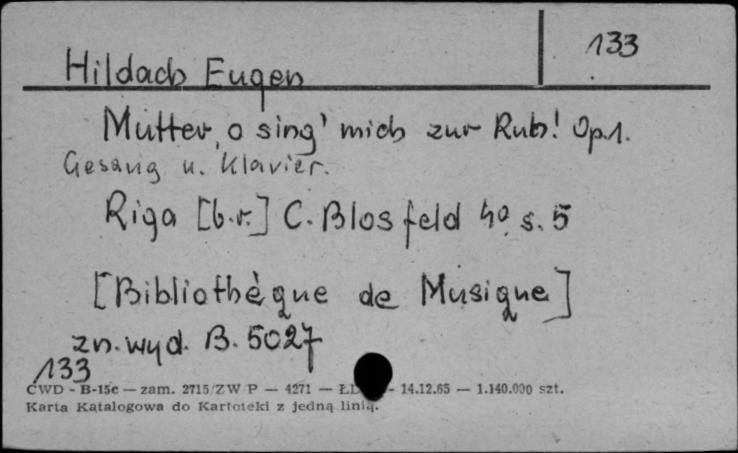 133
Hildach Eugen
Mutter, o sing' mich zur Ruh! Op.1.
Gesang u. Klavier.
Riga [b.r.] C. Blosfeld 4º s. 5
[Bibliothèque de Musique]
zn. wyd. B. 5027
133
CWD - B-15c — zam. 2715/ZW P — 4271 — 14.12.65 — 1.140.000 szt.
Karta Katalogowa do Kartoteki z jedną linią.